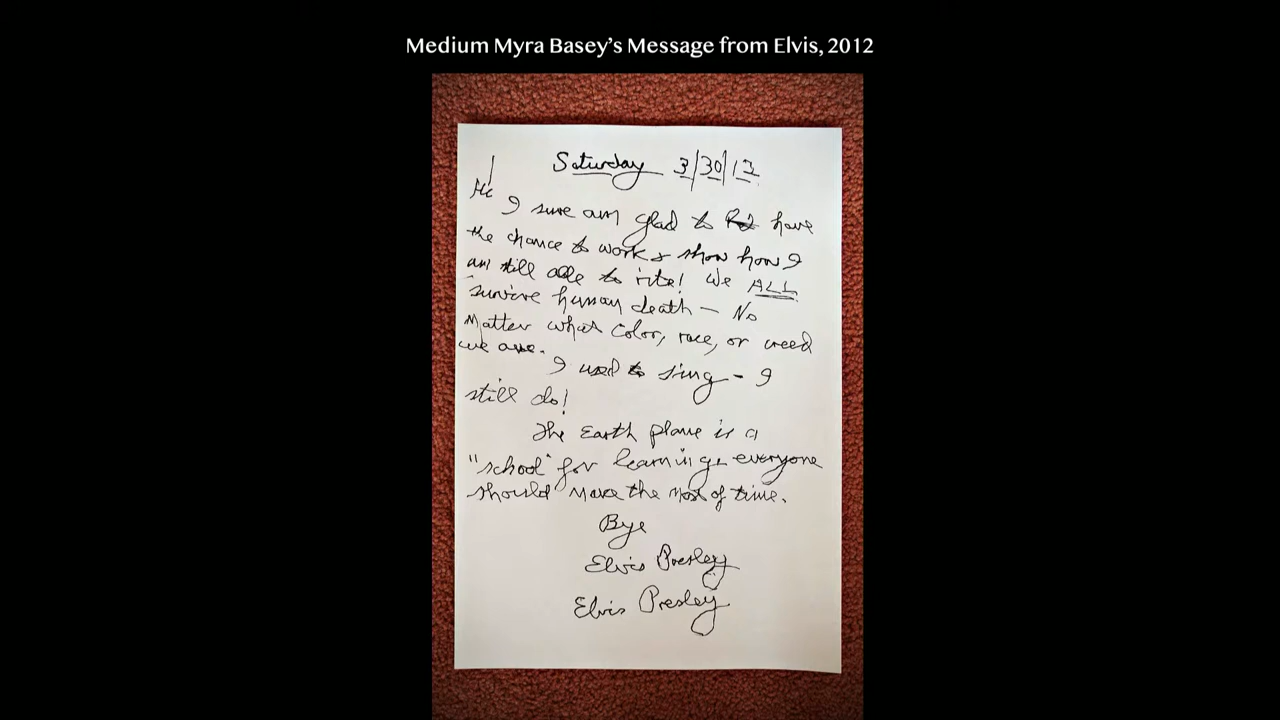 Medium Myra Basey's Message from Elvis, 2012
Saturday 3/30/13
Hi!
I sure am glad to have
the chance to work & show how I
am still able to rite! We ALL
survive human death — No
Matter what color, race, or creed
we are.
I used to sing - I
still do!
The Earth plane is a
"school" for learning & everyone
should make the most of time.
Bye
Elvis Presley
Elvis Presley